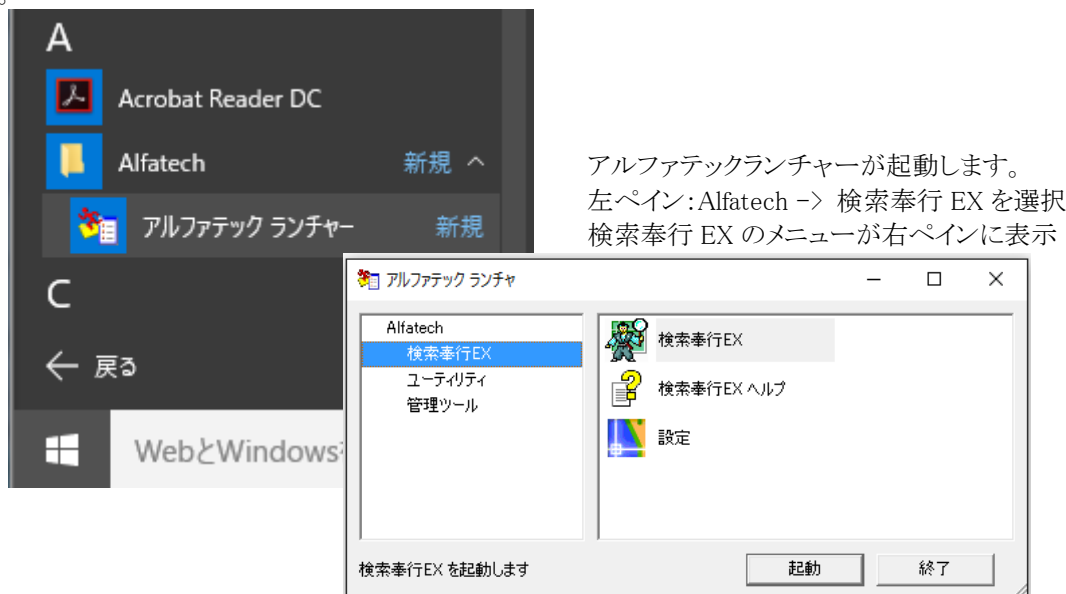 。
A
Acrobat Reader DC
Alfatech 新規
アルファテック ランチャー 新規
C
戻る
アルファテックランチャーが起動します。
左ペイン:Alfatech -> 検索奉行 EX を選択
検索奉行 EX のメニューが右ペインに表示
アルファテック ランチャ
Alfatech
検索奉行EX
ユーティリティ
管理ツール
検索奉行EX
検索奉行EX ヘルプ
設定
WebとWindows
検索奉行EX を起動します
起動
終了